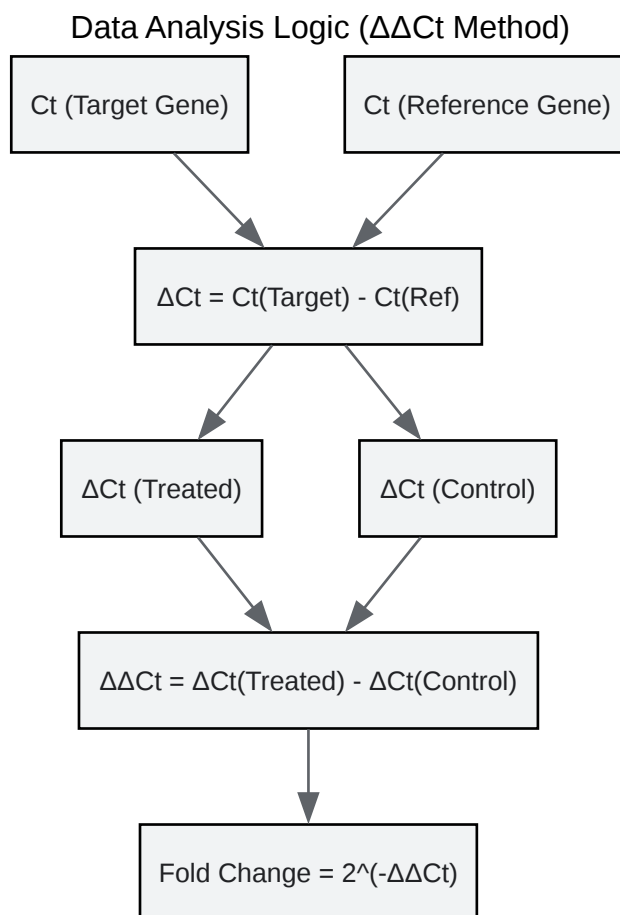 Data Analysis Logic (ΔΔCt Method)
Ct (Target Gene)
Ct (Reference Gene)
ΔCt = Ct(Target) - Ct(Ref)
ΔCt (Treated)
ΔCt (Control)
ΔΔCt = ΔCt(Treated) - ΔCt(Control)
Fold Change = 2^(-ΔΔCt)